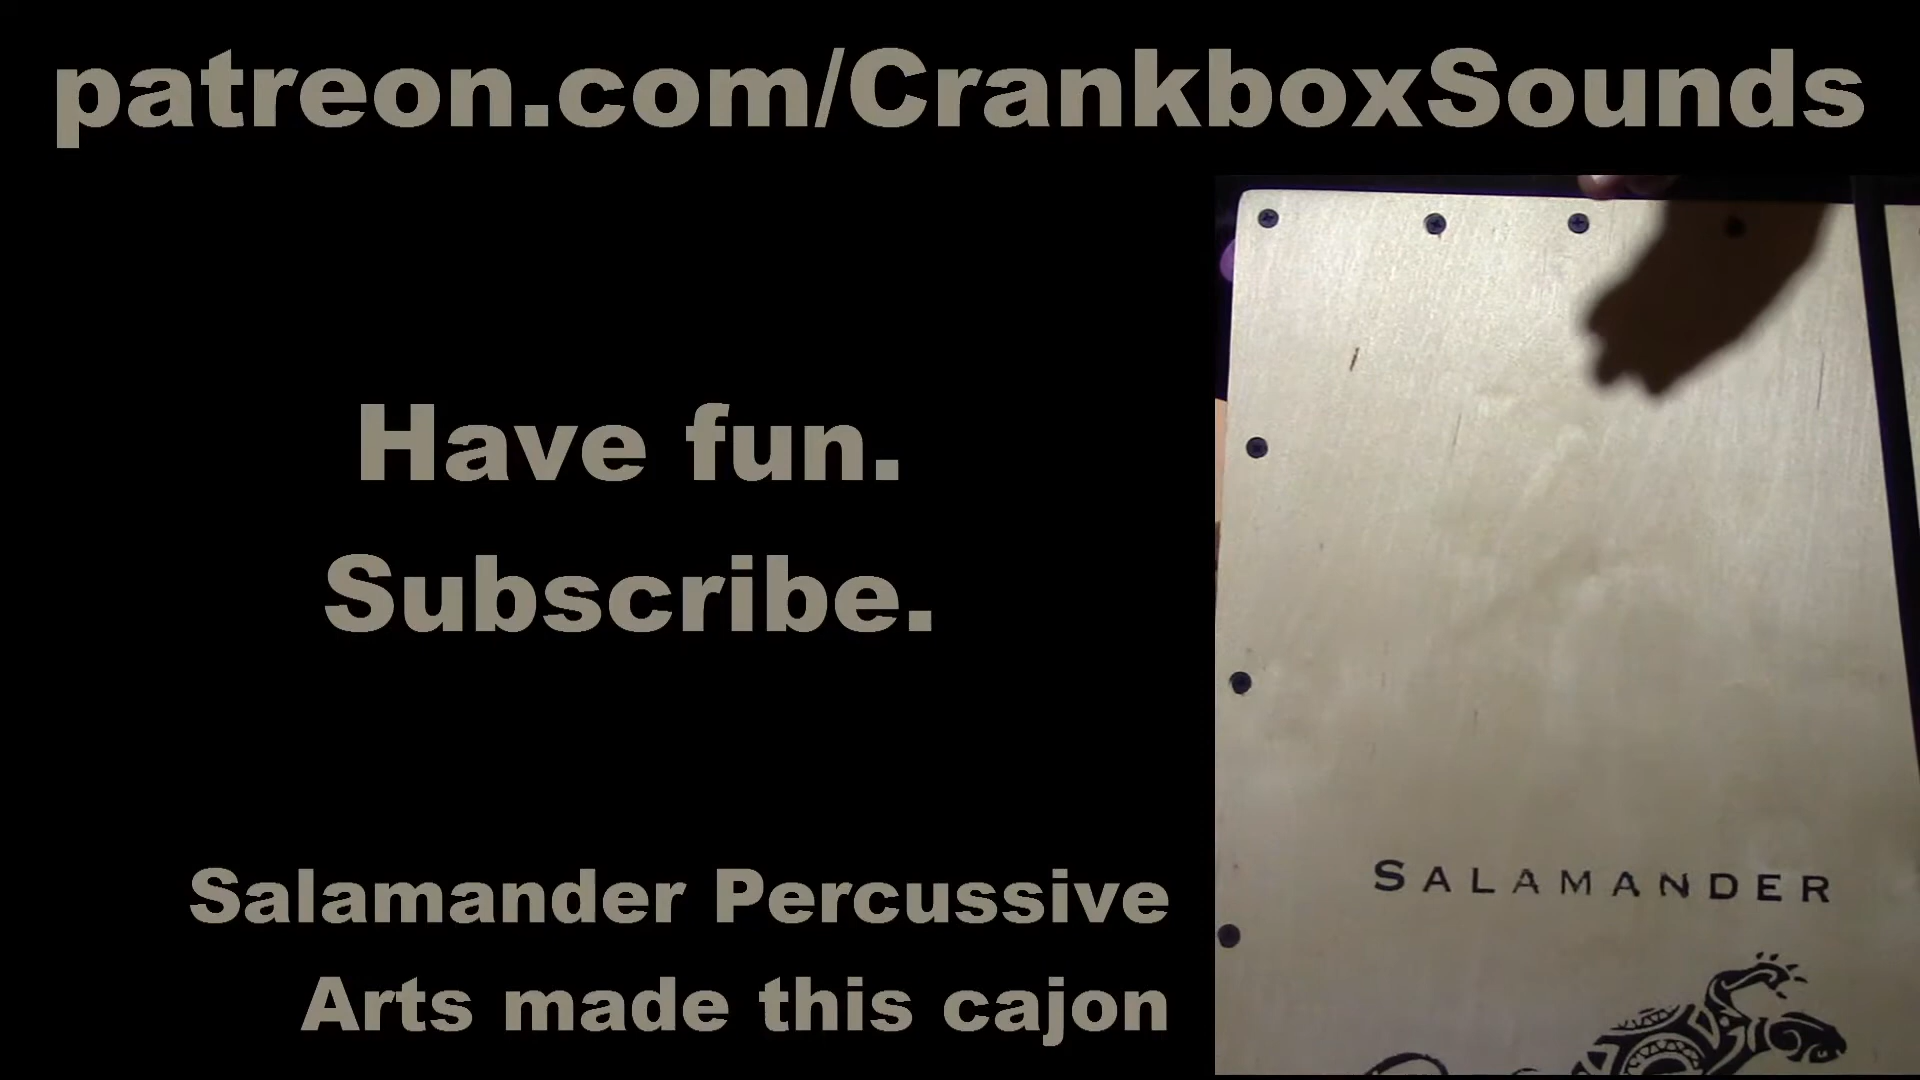 patreon.com/CrankboxSounds
Have fun.
Subscribe.
Salamander Percussive
Arts made this cajon
SALAMANDER